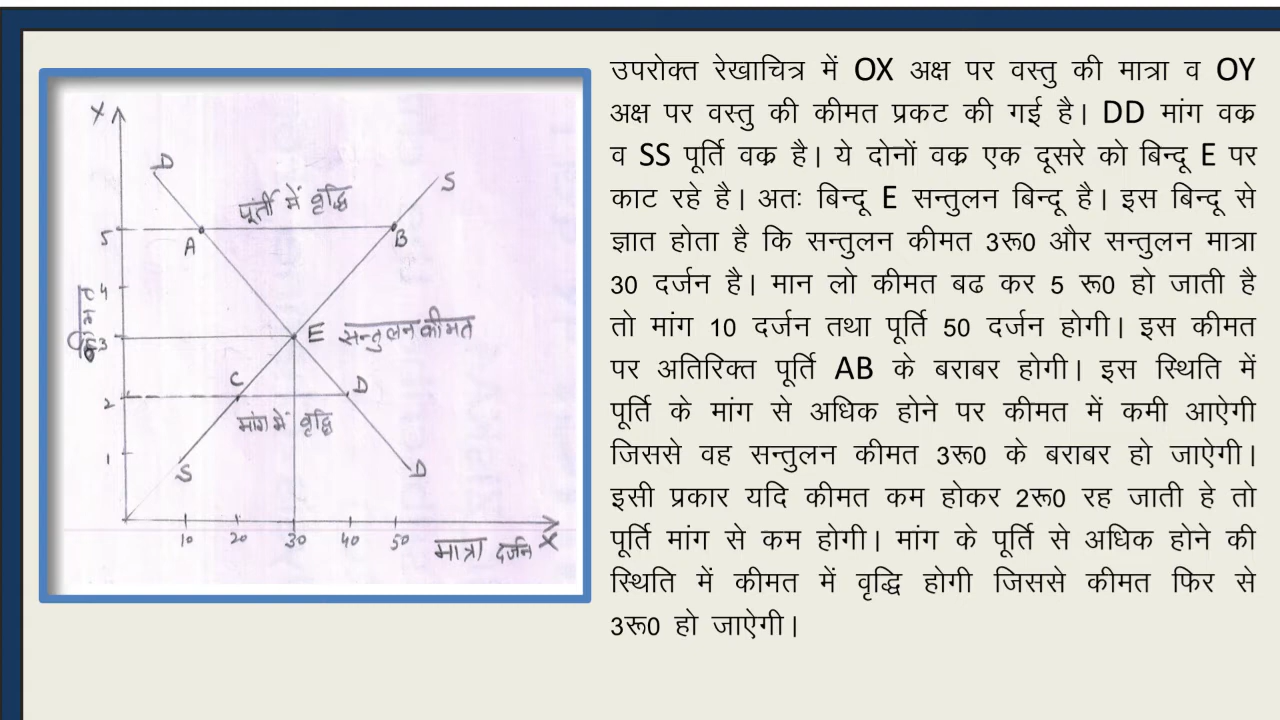 X
D
S
पूर्ती में वृद्धि
5
A
B
4
कीमत
3
E सन्तुलन कीमत
C
D
2
मांग में वृद्धि
1
S
D
10 20 30 40 50
मात्रा दर्जन X
उपरोक्त रेखाचित्र में OX अक्ष पर वस्तु की मात्रा व OY
अक्ष पर वस्तु की कीमत प्रकट की गई है। DD मांग वक्र
व SS पूर्ति वक्र है। ये दोनों वक्र एक दूसरे को बिन्दू E पर
काट रहे है। अतः बिन्दू E सन्तुलन बिन्दू है। इस बिन्दू से
ज्ञात होता है कि सन्तुलन कीमत 3रू0 और सन्तुलन मात्रा
30 दर्जन है। मान लो कीमत बढ कर 5 रू0 हो जाती है
तो मांग 10 दर्जन तथा पूर्ति 50 दर्जन होगी। इस कीमत
पर अतिरिक्त पूर्ति AB के बराबर होगी। इस स्थिति में
पूर्ति के मांग से अधिक होने पर कीमत में कमी आऐगी
जिससे वह सन्तुलन कीमत 3रू0 के बराबर हो जाऐगी।
इसी प्रकार यदि कीमत कम होकर 2रू0 रह जाती हे तो
पूर्ति मांग से कम होगी। मांग के पूर्ति से अधिक होने की
स्थिति में कीमत में वृद्धि होगी जिससे कीमत फिर से
3रू0 हो जाऐगी।